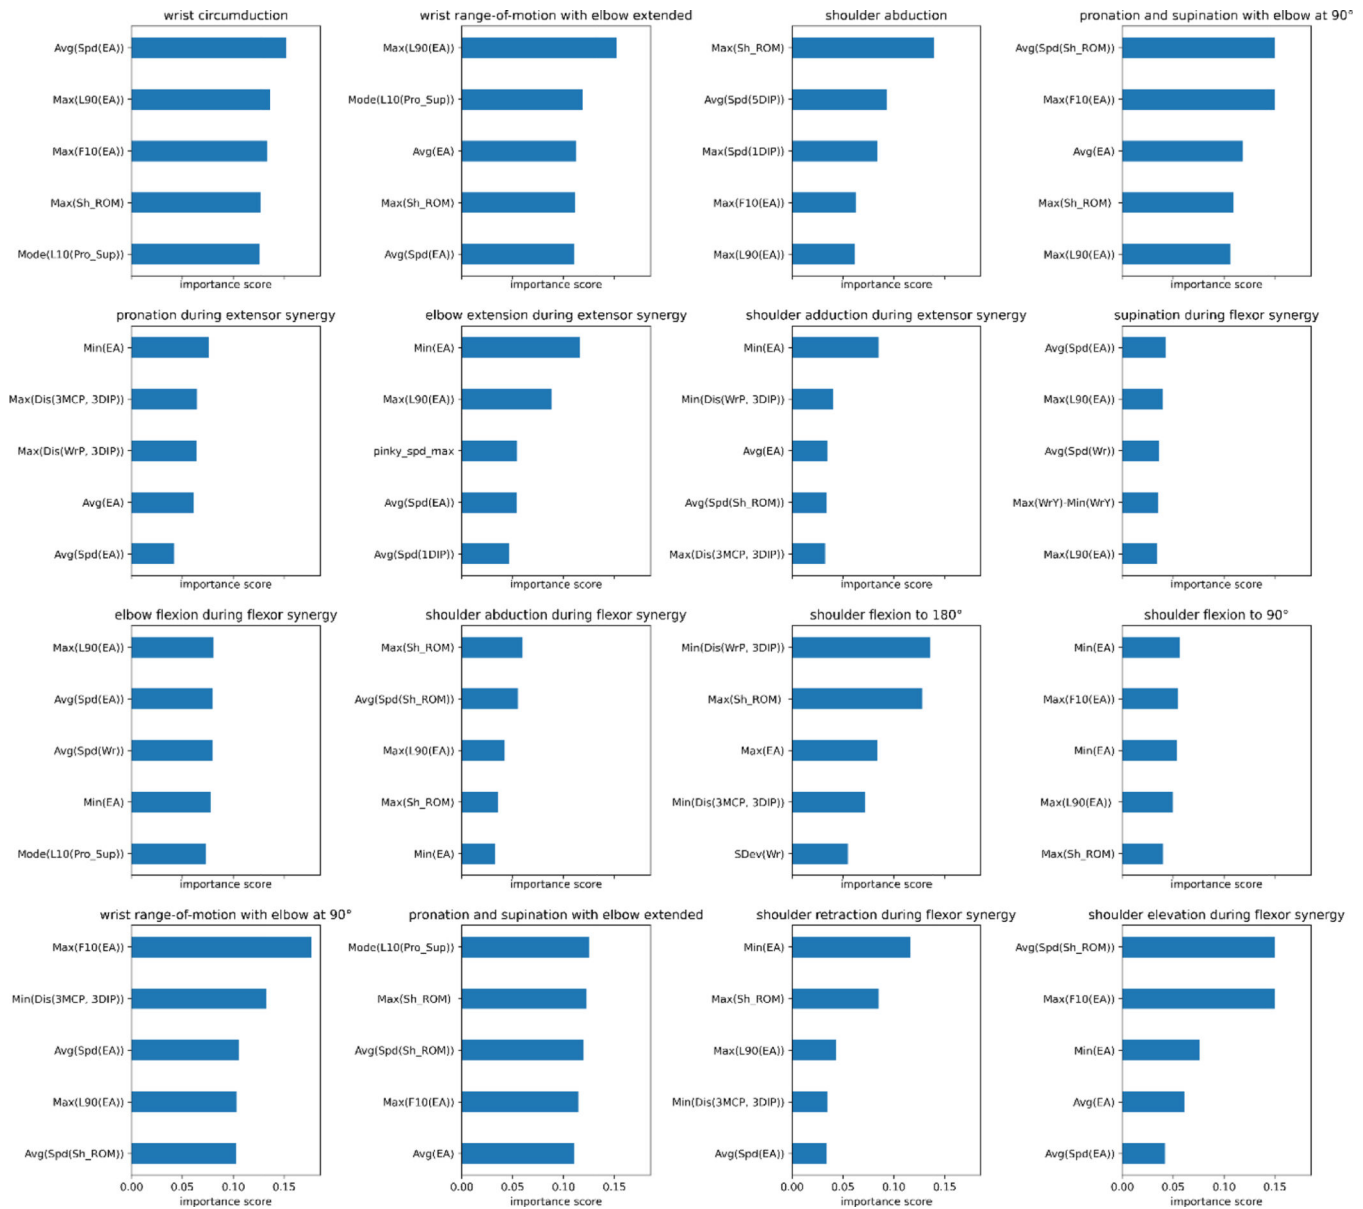 wrist circumduction
Avg(Spd(EA))
Max(L90(EA))
Max(F10(EA))
Max(Sh_ROM)
Mode(L10(Pro_Sup))
importance score
wrist range-of-motion with elbow extended
Max(L90(EA))
Mode(L10(Pro_Sup))
Avg(EA)
Max(Sh_ROM)
Avg(Spd(EA))
importance score
shoulder abduction
Max(Sh_ROM)
Avg(Spd(5DIP))
Max(Spd(1DIP))
Max(F10(EA))
Max(L90(EA))
importance score
pronation and supination with elbow at 90°
Avg(Spd(Sh_ROM))
Max(F10(EA))
Avg(EA)
Max(Sh_ROM)
Max(L90(EA))
importance score
pronation during extensor synergy
Min(EA)
Max(Dis(3MCP, 3DIP))
Max(Dis(WrP, 3DIP))
Avg(EA)
Avg(Spd(EA))
importance score
elbow extension during extensor synergy
Min(EA)
Max(L90(EA))
pinky_spd_max
Avg(Spd(EA))
Avg(Spd(1DIP))
importance score
shoulder adduction during extensor synergy
Min(EA)
Min(Dis(WrP, 3DIP))
Avg(EA)
Avg(Spd(Sh_ROM))
Max(Dis(3MCP, 3DIP))
importance score
supination during flexor synergy
Avg(Spd(EA))
Max(L90(EA))
Avg(Spd(Wr))
Max(WrY)-Min(WrY)
Max(L90(EA))
importance score
elbow flexion during flexor synergy
Max(L90(EA))
Avg(Spd(EA))
Avg(Spd(Wr))
Min(EA)
Mode(L10(Pro_Sup))
importance score
shoulder abduction during flexor synergy
Max(Sh_ROM)
Avg(Spd(Sh_ROM))
Max(L90(EA))
Max(Sh_ROM)
Min(EA)
importance score
shoulder flexion to 180°
Min(Dis(WrP, 3DIP))
Max(Sh_ROM)
Max(EA)
Min(Dis(3MCP, 3DIP))
SDev(Wr)
importance score
shoulder flexion to 90°
Min(EA)
Max(F10(EA))
Min(EA)
Max(L90(EA))
Max(Sh_ROM)
importance score
wrist range-of-motion with elbow at 90°
Max(F10(EA))
Min(Dis(3MCP, 3DIP))
Avg(Spd(EA))
Max(L90(EA))
Avg(Spd(Sh_ROM))
0.00 0.05 0.10 0.15
importance score
pronation and supination with elbow extended
Mode(L10(Pro_Sup))
Max(Sh_ROM)
Avg(Spd(Sh_ROM))
Max(F10(EA))
Avg(EA)
0.00 0.05 0.10 0.15
importance score
shoulder retraction during flexor synergy
Min(EA)
Max(Sh_ROM)
Max(L90(EA))
Min(Dis(3MCP, 3DIP))
Avg(Spd(EA))
0.00 0.05 0.10 0.15
importance score
shoulder elevation during flexor synergy
Avg(Spd(Sh_ROM))
Max(F10(EA))
Min(EA)
Avg(EA)
Avg(Spd(EA))
0.00 0.05 0.10 0.15
importance score